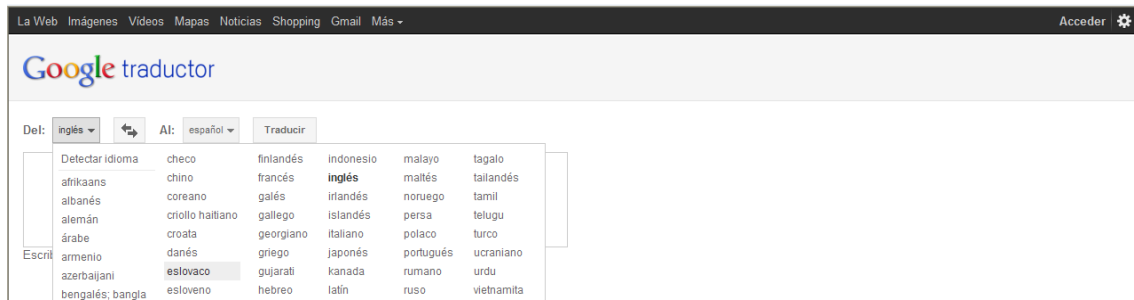 La Web Imágenes Vídeos Mapas Noticias Shopping Gmail Más Acceder
Google traductor
Del: inglés Al: español Traducir
Detectar idioma checo finlandés indonesio malayo tagalo
afrikaans chino francés inglés maltés tailandés
albanés coreano galés irlandés noruego tamil
alemán criollo haitiano gallego islandés persa telugu
árabe croata georgiano italiano polaco turco
Escrib armenio danés griego japonés portugués ucraniano
azerbaijani eslovaco gujarati kanada rumano urdu
bengalés; bangla esloveno hebreo latín ruso vietnamita